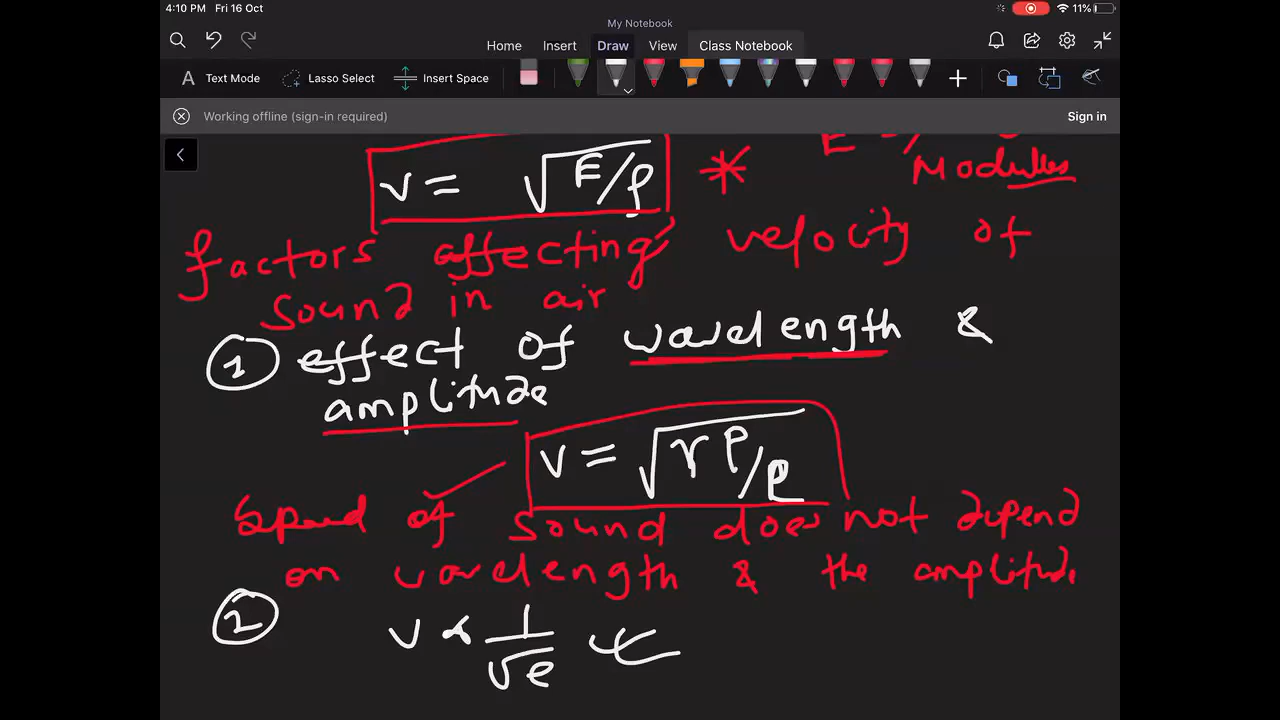 4:10 PM Fri 16 Oct
11%
My Notebook
Home Insert Draw View Class Notebook
Text Mode Lasso Select Insert Space
Working offline (sign-in required) Sign in
v = √E/ρ * Modulus
factors affecting velocity of
sound in air
① effect of wavelength &
amplitude
v = √γP/ρ
Speed of sound does not depend
on wavelength & the amplitude
② v ∝ 1/√ρ